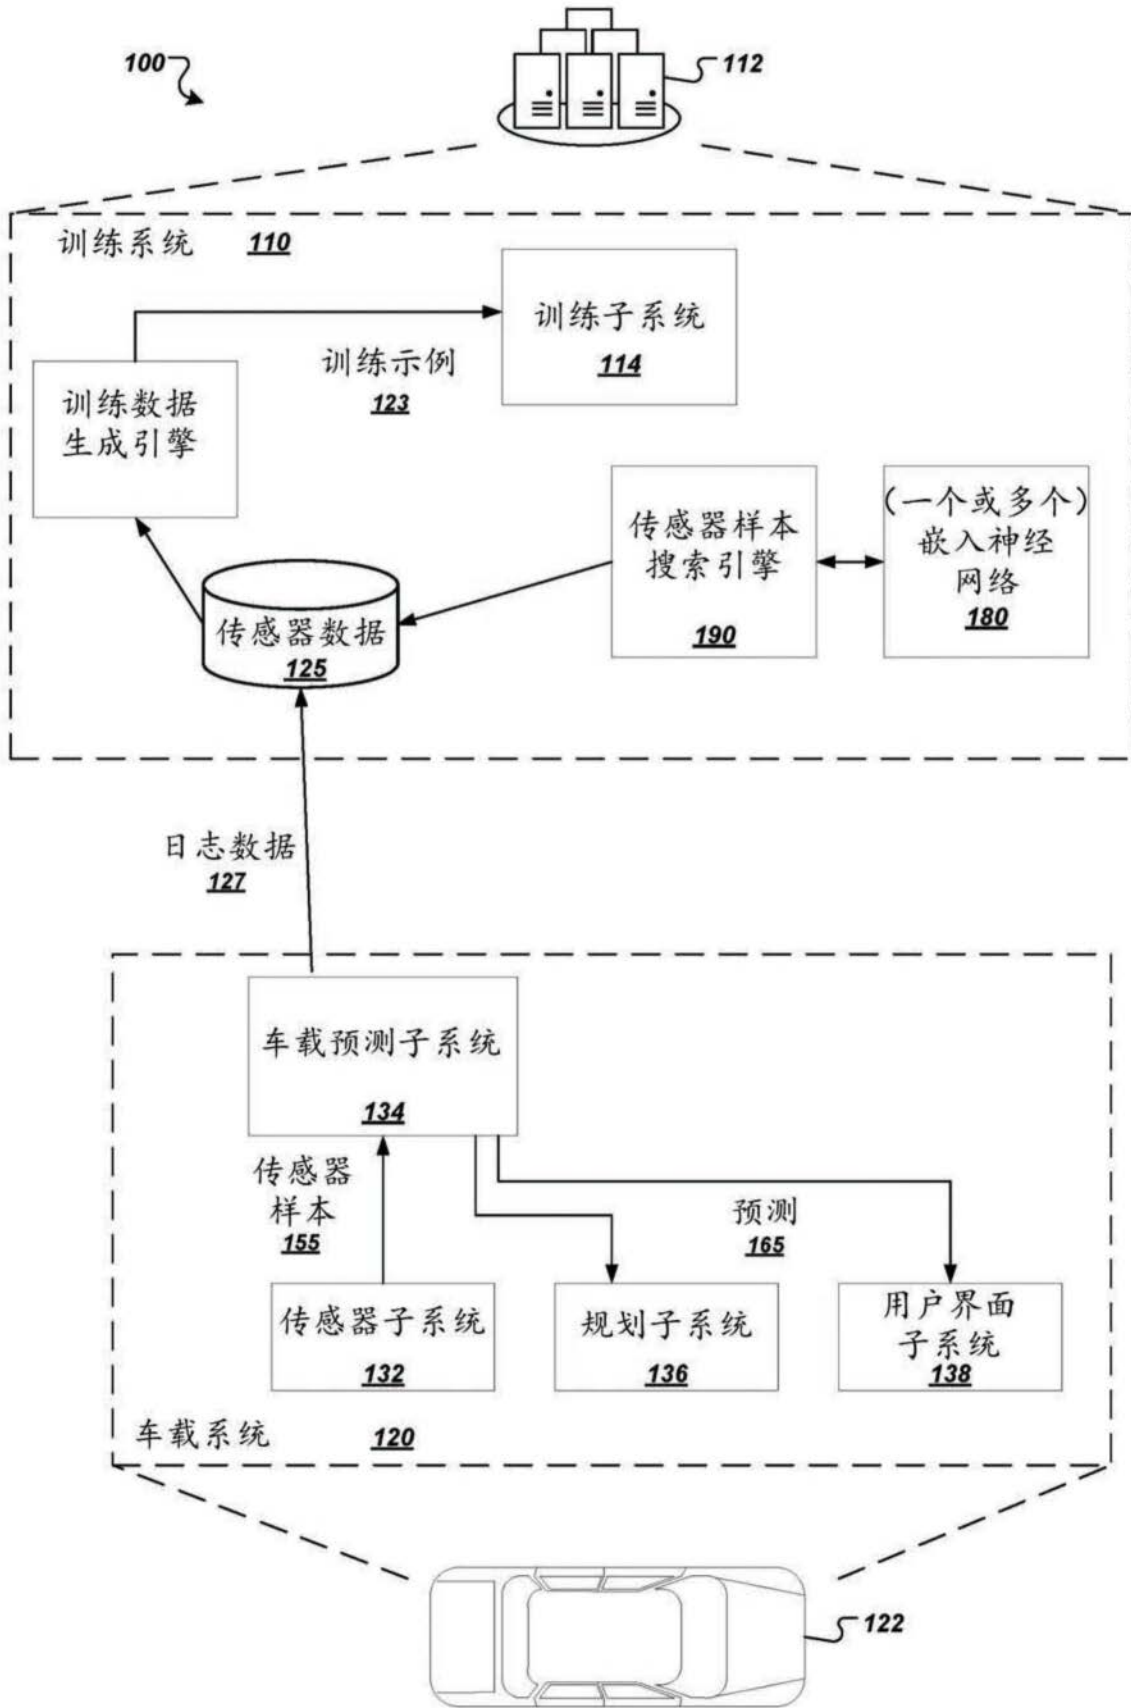 100
112
训练系统 110
训练子系统
114
训练示例
123
训练数据
生成引擎
传感器样本
搜索引擎
190
(一个或多个)
嵌入神经
网络
180
传感器数据
125
日志数据
127
车载预测子系统
134
传感器
样本
155
预测
165
传感器子系统
132
规划子系统
136
用户界面
子系统
138
车载系统 120
122